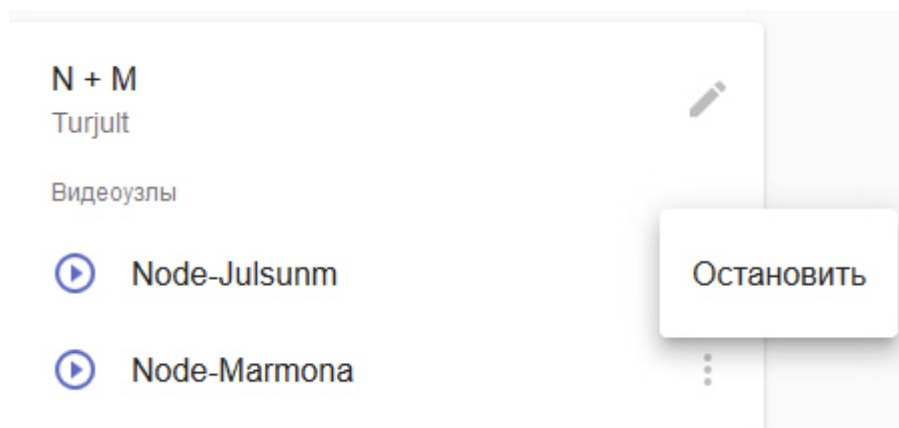 N + M
Turjult
Видеоузлы
Node-Julsunm
Остановить
Node-Marmona